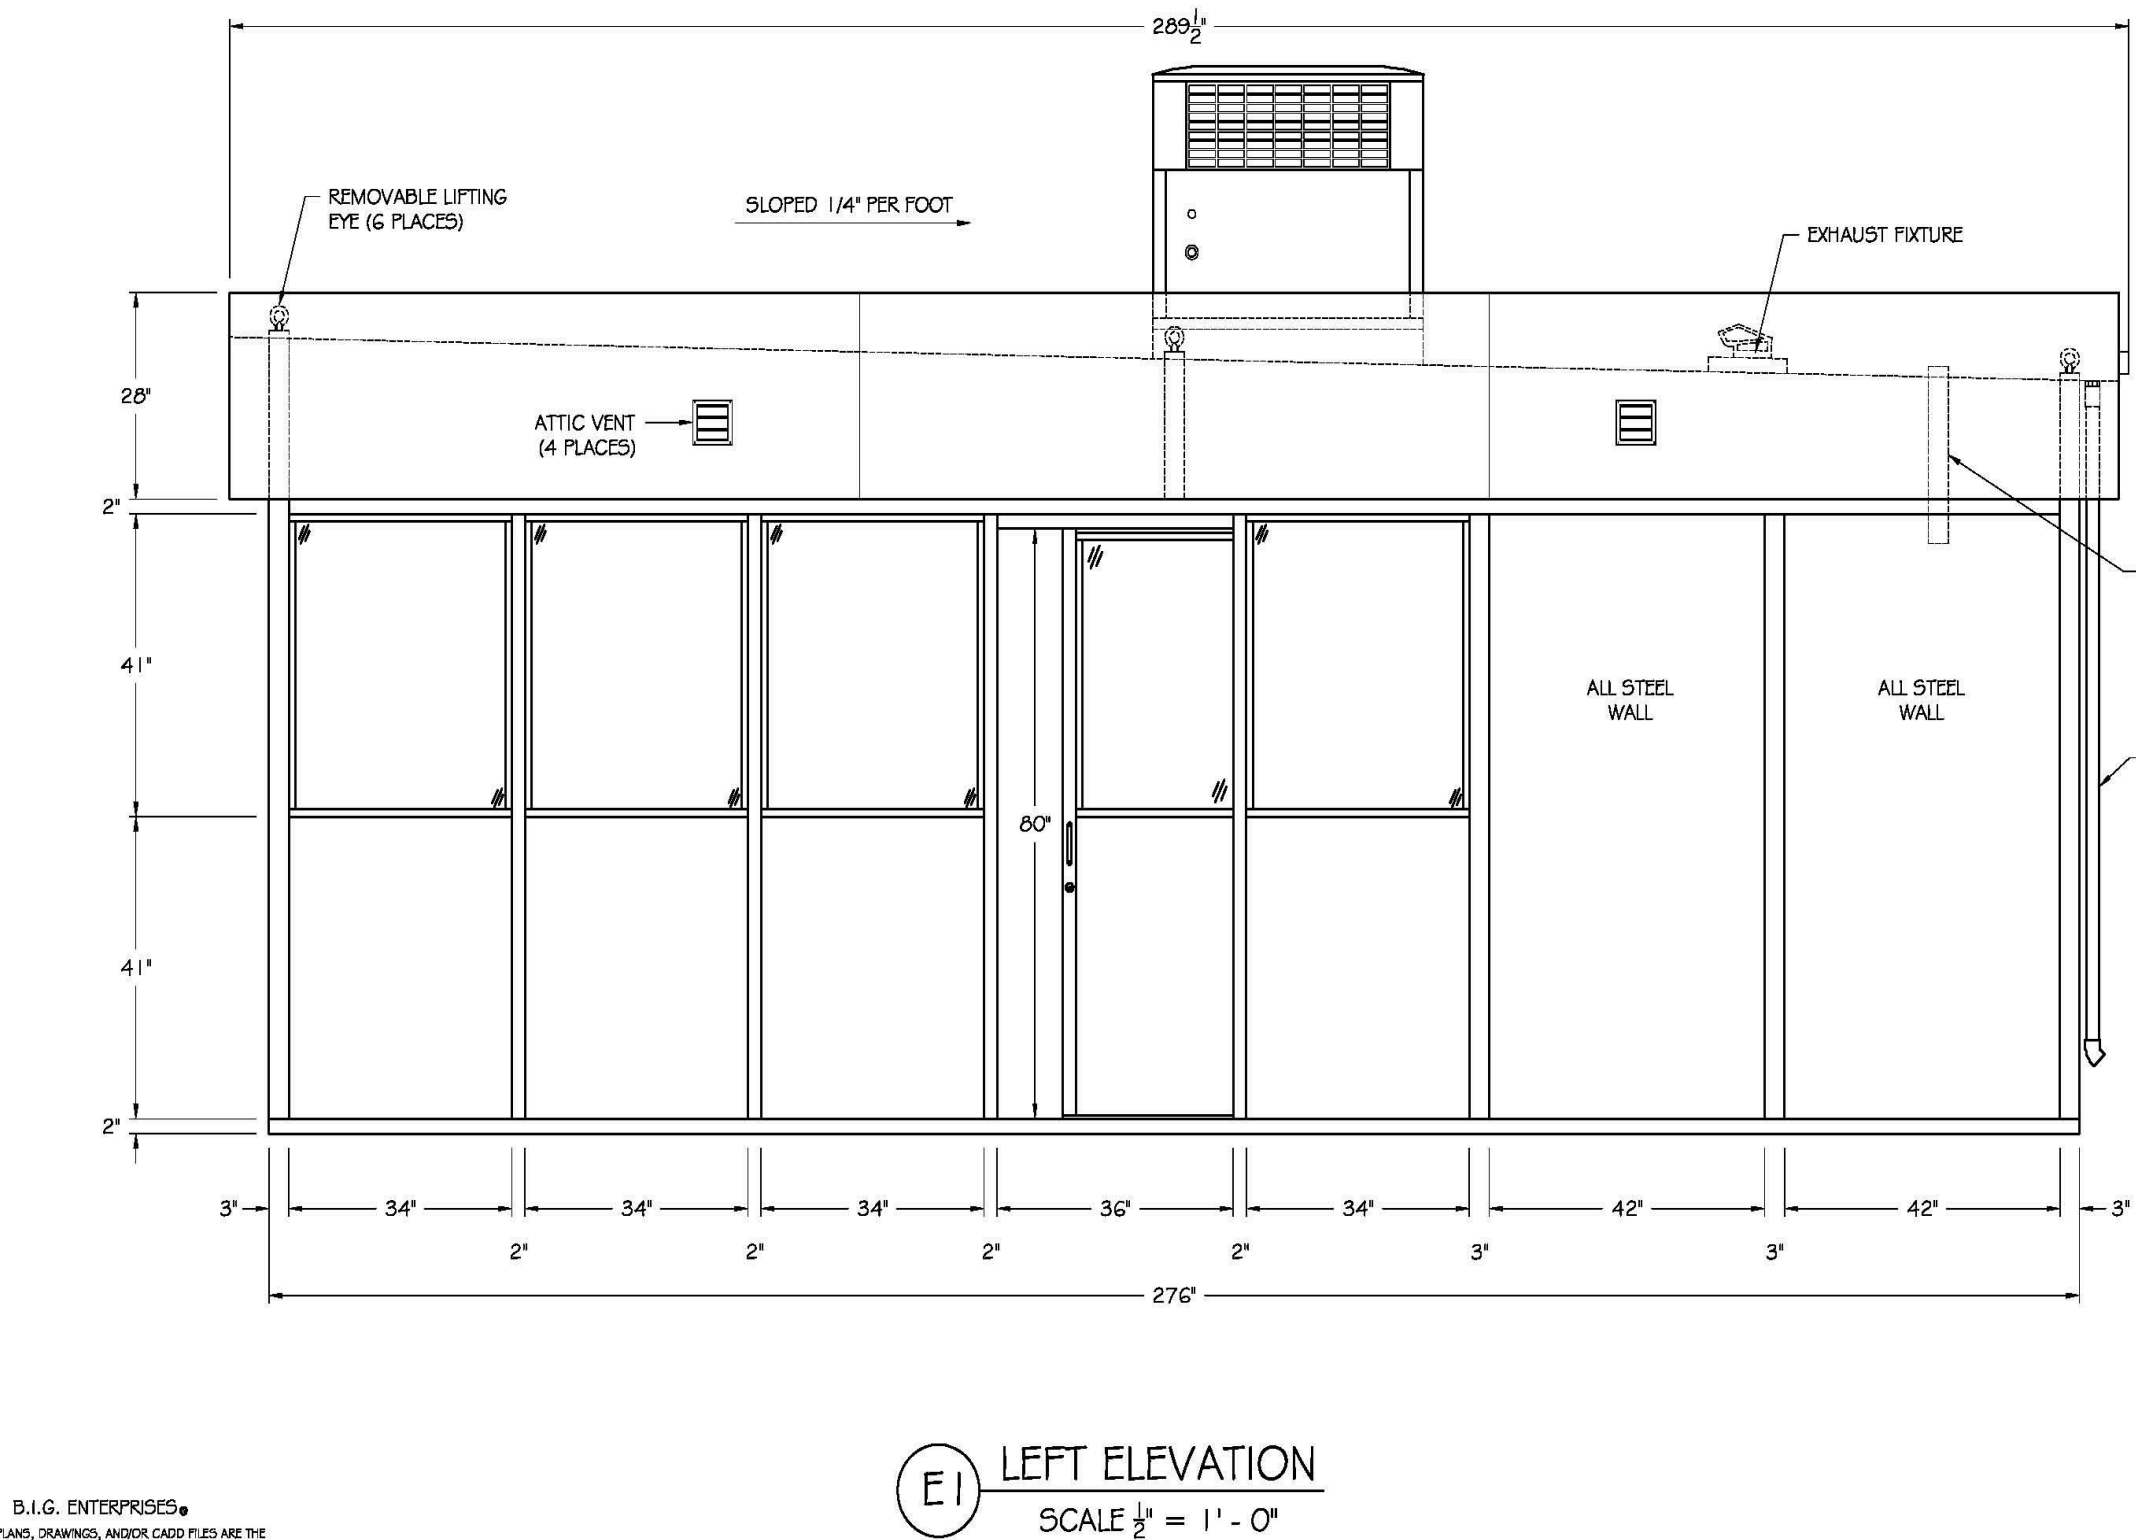 289½"
REMOVABLE LIFTING
EYE (6 PLACES)
SLOPED 1/4" PER FOOT
EXHAUST FIXTURE
28"
ATTIC VENT
(4 PLACES)
2"
41"
ALL STEEL
WALL
ALL STEEL
WALL
80"
41"
2"
3" 34" 34" 34" 36" 34" 42" 42" 3"
2" 2" 2" 2" 3" 3"
276"
E1
LEFT ELEVATION
SCALE ½" = 1' - 0"
B.I.G. ENTERPRISES
PLANS, DRAWINGS, AND/OR CADD FILES ARE THE